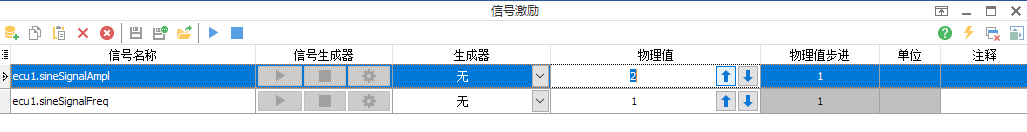 信号激励
信号名称 信号生成器 生成器 物理值 物理值步进 单位 注释
ecu1.sineSignalAmpl 无 2 1
ecu1.sineSignalFreq 无 1 1